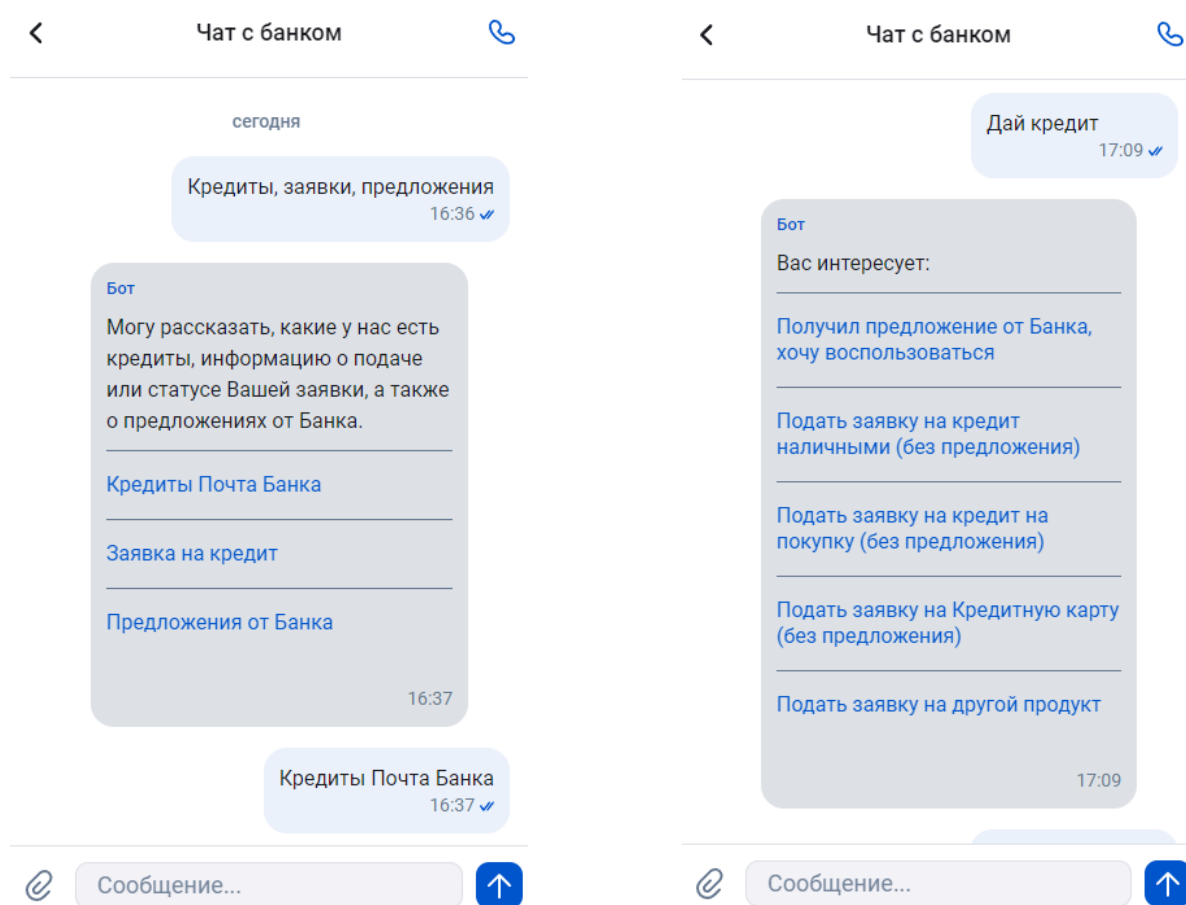 Чат с банком
сегодня
Кредиты, заявки, предложения
16:36
Бот
Могу рассказать, какие у нас есть
кредиты, информацию о подаче
или статусе Вашей заявки, а также
о предложениях от Банка.
Кредиты Почта Банка
Заявка на кредит
Предложения от Банка
16:37
Кредиты Почта Банка
16:37
Сообщение...
Чат с банком
Дай кредит
17:09
Бот
Вас интересует:
Получил предложение от Банка,
хочу воспользоваться
Подать заявку на кредит
наличными (без предложения)
Подать заявку на кредит на
покупку (без предложения)
Подать заявку на Кредитную карту
(без предложения)
Подать заявку на другой продукт
17:09
Сообщение...